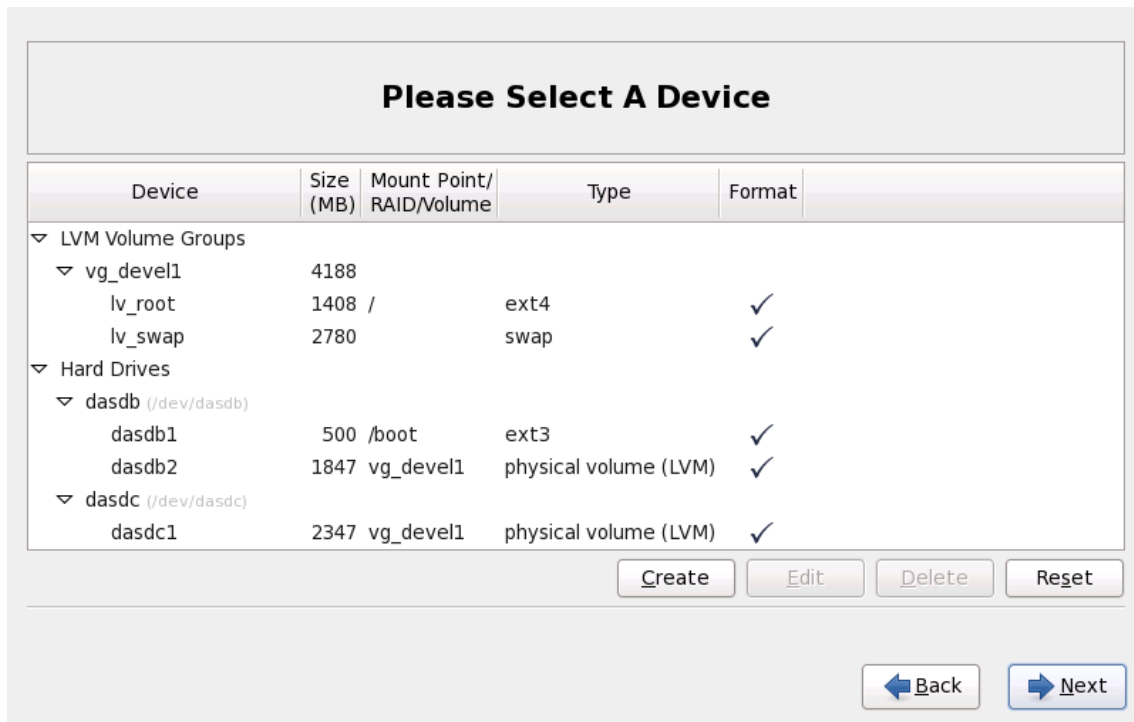 Please Select A Device
Device Size (MB) Mount Point/ RAID/Volume Type Format
LVM Volume Groups
vg_devel1 4188
lv_root 1408 / ext4
lv_swap 2780 swap
Hard Drives
dasdb (/dev/dasdb)
dasdb1 500 /boot ext3
dasdb2 1847 vg_devel1 physical volume (LVM)
dasdc (/dev/dasdc)
dasdc1 2347 vg_devel1 physical volume (LVM)
Create Edit Delete Reset
Back Next